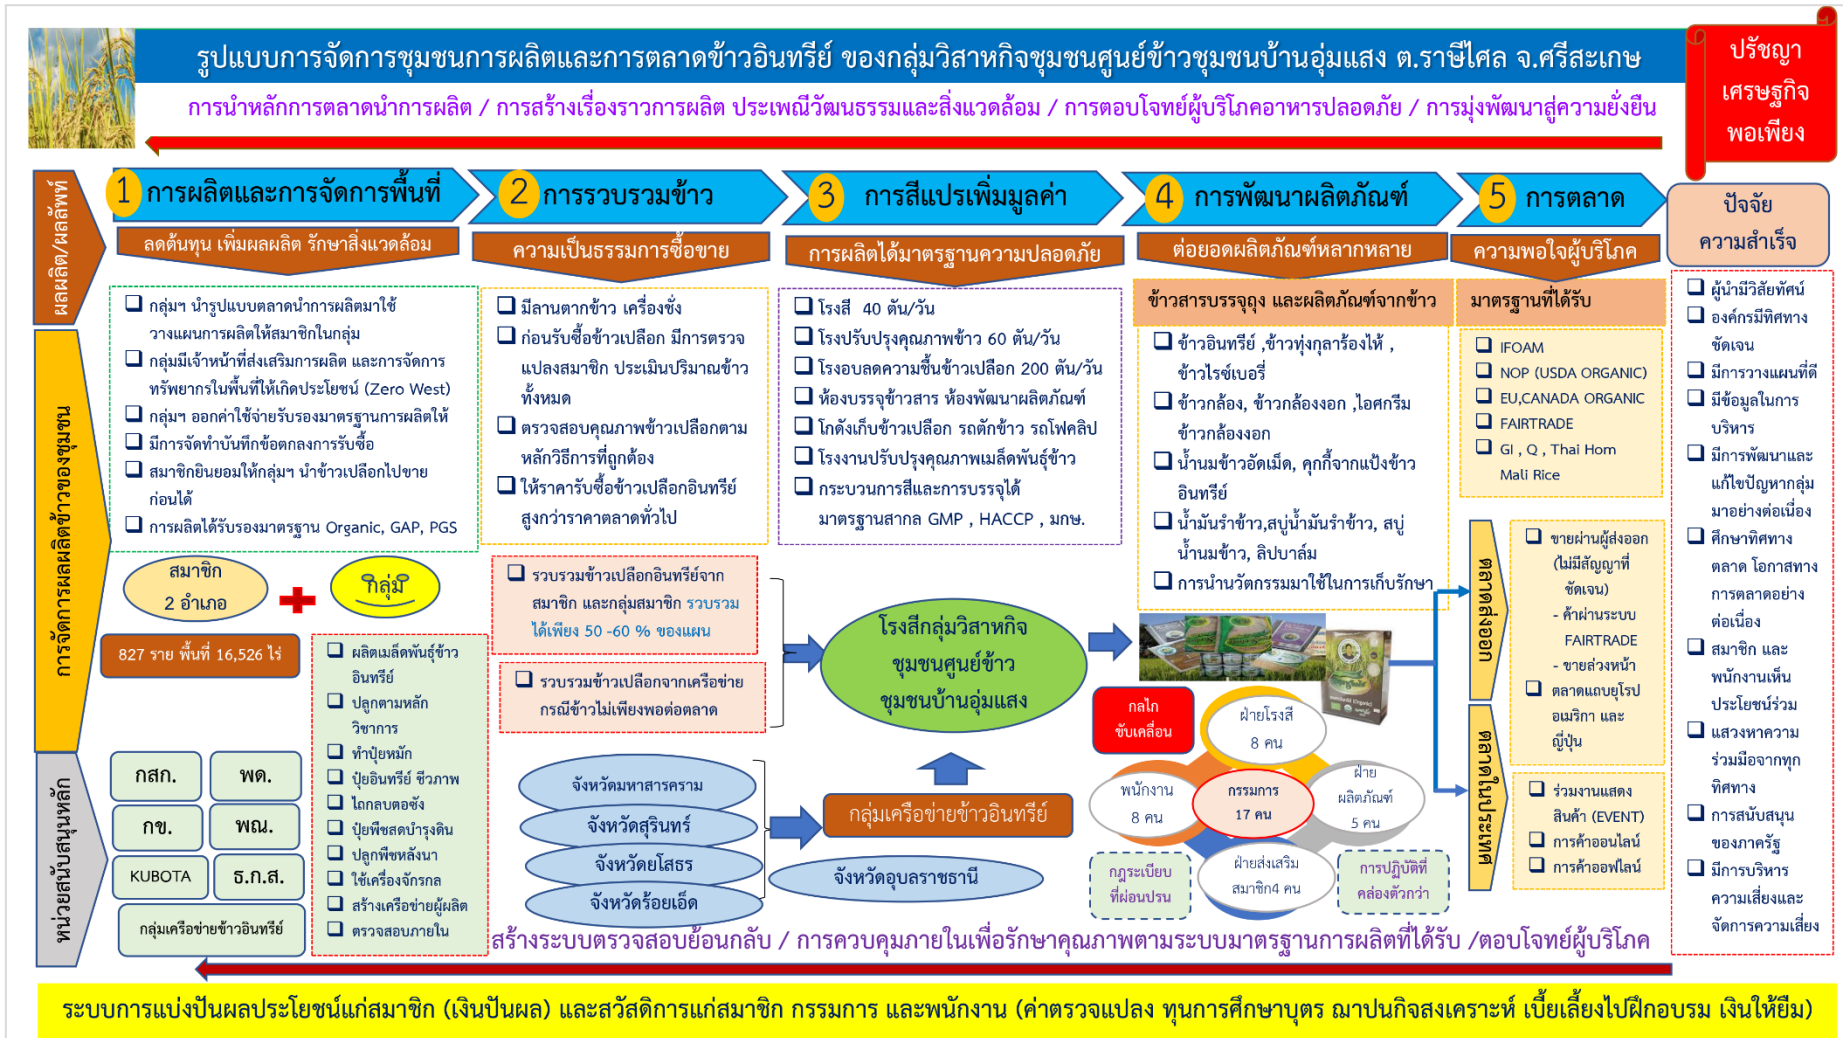 รูปแบบการจัดการชุมชนการผลิตและการตลาดข้าวอินทรีย์ ของกลุ่มวิสาหกิจชุมชนศูนย์ข้าวชุมชนบ้านอุ่มแสง ต.ราษีไศล จ.ศรีสะเกษ
ปรัชญา
เศรษฐกิจ
พอเพียง
การนำหลักการตลาดนำการผลิต / การสร้างเรื่องราวการผลิต ประเพณีวัฒนธรรมและสิ่งแวดล้อม / การตอบโจทย์ผู้บริโภคอาหารปลอดภัย / การมุ่งพัฒนาสู่ความยั่งยืน
ผลผลิต/ผลลัพท์
1 การผลิตและการจัดการพื้นที่
ลดต้นทุน เพิ่มผลผลิต รักษาสิ่งแวดล้อม
2 การรวบรวมข้าว
ความเป็นธรรมการซื้อขาย
3 การสีแปรเพิ่มมูลค่า
การผลิตได้มาตรฐานความปลอดภัย
4 การพัฒนาผลิตภัณฑ์
ต่อยอดผลิตภัณฑ์หลากหลาย
5 การตลาด
ความพอใจผู้บริโภค
ปัจจัย
ความสำเร็จ
การจัดการผลผลิตข้าวของชุมชน
กลุ่มฯ นำรูปแบบตลาดนำการผลิตมาใช้
วางแผนการผลิตให้สมาชิกในกลุ่ม
กลุ่มมีเจ้าหน้าที่ส่งเสริมการผลิต และการจัดการ
ทรัพยากรในพื้นที่ให้เกิดประโยชน์ (Zero West)
กลุ่มฯ ออกค่าใช้จ่ายรับรองมาตรฐานการผลิตให้
มีการจัดทำบันทึกข้อตกลงการรับซื้อ
สมาชิกยินยอมให้กลุ่มฯ นำข้าวเปลือกไปขาย
ก่อนได้
การผลิตได้รับรองมาตรฐาน Organic, GAP, PGS
มีลานตากข้าว เครื่องชั่ง
ก่อนรับซื้อข้าวเปลือก มีการตรวจ
แปลงสมาชิก ประเมินปริมาณข้าว
ทั้งหมด
ตรวจสอบคุณภาพข้าวเปลือกตาม
หลักวิธีการที่ถูกต้อง
ให้ราคารับซื้อข้าวเปลือกอินทรีย์
สูงกว่าราคาตลาดทั่วไป
โรงสี 40 ตัน/วัน
โรงปรับปรุงคุณภาพข้าว 60 ตัน/วัน
โรงอบลดความชื้นข้าวเปลือก 200 ตัน/วัน
ห้องบรรจุข้าวสาร ห้องพัฒนาผลิตภัณฑ์
โกดังเก็บข้าวเปลือก รถตักข้าว รถโฟคลิป
โรงงานปรับปรุงคุณภาพเมล็ดพันธุ์ข้าว
กระบวนการสีและการบรรจุได้
มาตรฐานสากล GMP , HACCP , มกษ.
ข้าวสารบรรจุถุง และผลิตภัณฑ์จากข้าว
ข้าวอินทรีย์ ,ข้าวทุ่งกุลาร้องไห้ ,
ข้าวไรซ์เบอรี่
ข้าวกล้อง, ข้าวกล้องงอก ,ไอศกรีม
ข้าวกล้องงอก
น้ำนมข้าวอัดเม็ด, คุกกี้จากแป้งข้าว
อินทรีย์
น้ำมันรำข้าว,สบู่น้ำมันรำข้าว, สบู่
น้ำนมข้าว, ลิปบาล์ม
การนำนวัตกรรมมาใช้ในการเก็บรักษา
มาตรฐานที่ได้รับ
IFOAM
NOP (USDA ORGANIC)
EU,CANADA ORGANIC
FAIRTRADE
GI , Q , Thai Hom
Mali Rice
ผู้นำมีวิสัยทัศน์
องค์กรมีทิศทาง
ชัดเจน
มีการวางแผนที่ดี
มีข้อมูลในการ
บริหาร
มีการพัฒนาและ
แก้ไขปัญหากลุ่ม
มาอย่างต่อเนื่อง
ศึกษาทิศทาง
ตลาด โอกาสทาง
การตลาดอย่าง
ต่อเนื่อง
สมาชิก และ
พนักงานเห็น
ประโยชน์ร่วม
แสวงหาความ
ร่วมมือจากทุก
ทิศทาง
การสนับสนุน
ของภาครัฐ
มีการบริหาร
ความเสี่ยงและ
จัดการความเสี่ยง
สมาชิก
2 อำเภอ
กลุ่ม
827 ราย พื้นที่ 16,526 ไร่
ผลิตเมล็ดพันธุ์ข้าว
อินทรีย์
ปลูกตามหลัก
วิชาการ
ทำปุ๋ยหมัก
ปุ๋ยอินทรีย์ ชีวภาพ
ไถกลบตอซัง
ปุ๋ยพืชสดบำรุงดิน
ปลูกพืชหลังนา
ใช้เครื่องจักรกล
สร้างเครือข่ายผู้ผลิต
ตรวจสอบภายใน
รวบรวมข้าวเปลือกอินทรีย์จาก
สมาชิก และกลุ่มสมาชิก รวบรวม
ได้เพียง 50 -60 % ของแผน
รวบรวมข้าวเปลือกจากเครือข่าย
กรณีข้าวไม่เพียงพอต่อตลาด
โรงสีกลุ่มวิสาหกิจ
ชุมชนศูนย์ข้าว
ชุมชนบ้านอุ่มแสง
ตลาดส่งออก
ขายผ่านผู้ส่งออก
(ไม่มีสัญญาที่
ชัดเจน)
- ค้าผ่านระบบ
FAIRTRADE
- ขายล่วงหน้า
ตลาดแถบยุโรป
อเมริกา และ
ญี่ปุ่น
ตลาดในประเทศ
ร่วมงานแสดง
สินค้า (EVENT)
การค้าออนไลน์
การค้าออฟไลน์
กลไก
ขับเคลื่อน
ฝ่ายโรงสี
8 คน
พนักงาน
8 คน
กรรมการ
17 คน
ฝ่าย
ผลิตภัณฑ์
5 คน
ฝ่ายส่งเสริม
สมาชิก4 คน
กฎระเบียบ
ที่ผ่อนปรน
การปฏิบัติที่
คล่องตัวกว่า
หน่วยสนับสนุนหลัก
กสก.
พด.
กข.
พณ.
KUBOTA
ธ.ก.ส.
กลุ่มเครือข่ายข้าวอินทรีย์
จังหวัดมหาสารคราม
จังหวัดสุรินทร์
จังหวัดยโสธร
จังหวัดร้อยเอ็ด
กลุ่มเครือข่ายข้าวอินทรีย์
จังหวัดอุบลราชธานี
สร้างระบบตรวจสอบย้อนกลับ / การควบคุมภายในเพื่อรักษาคุณภาพตามระบบมาตรฐานการผลิตที่ได้รับ /ตอบโจทย์ผู้บริโภค
ระบบการแบ่งปันผลประโยชน์แก่สมาชิก (เงินปันผล) และสวัสดิการแก่สมาชิก กรรมการ และพนักงาน (ค่าตรวจแปลง ทุนการศึกษาบุตร ฌาปนกิจสงเคราะห์ เบี้ยเลี้ยงไปฝึกอบรม เงินให้ยืม)